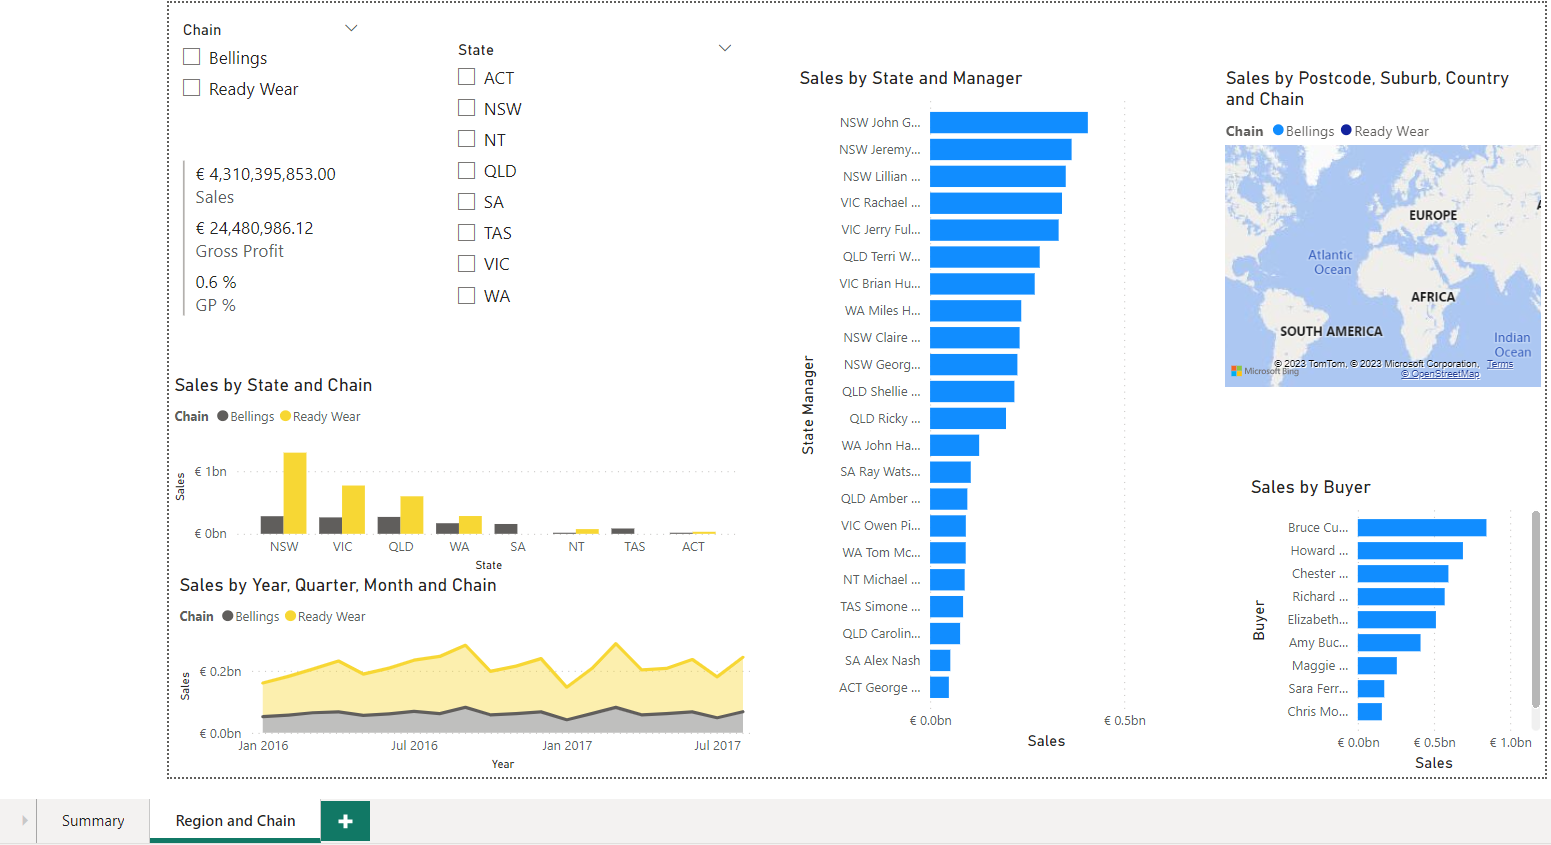 Chain
Bellings
Ready Wear
€ 4,310,395,853.00
Sales
€ 24,480,986.12
Gross Profit
0.6 %
GP %
State
ACT
NSW
NT
QLD
SA
TAS
VIC
WA
Sales by State and Chain
Chain Bellings Ready Wear
Sales
€ 1bn
€ 0bn
NSW VIC QLD WA SA NT TAS ACT
State
Sales by Year, Quarter, Month and Chain
Chain Bellings Ready Wear
Sales
€ 0.2bn
€ 0.0bn
Jan 2016 Jul 2016 Jan 2017 Jul 2017
Year
Sales by State and Manager
State Manager
NSW John G...
NSW Jeremy...
NSW Lillian ...
VIC Rachael ...
VIC Jerry Ful...
QLD Terri W...
VIC Brian Hu...
WA Miles H...
NSW Claire ...
NSW Georg...
QLD Shellie ...
QLD Ricky ...
WA John Ha...
SA Ray Wats...
QLD Amber ...
VIC Owen Pi...
WA Tom Mc...
NT Michael ...
TAS Simone ...
QLD Carolin...
SA Alex Nash
ACT George ...
€ 0.0bn € 0.5bn
Sales
Sales by Postcode, Suburb, Country
and Chain
Chain Bellings Ready Wear
EUROPE
Atlantic
Ocean
AFRICA
SOUTH AMERICA
Indian
Ocean
© 2023 TomTom, © 2023 Microsoft Corporation, Terms
Microsoft Bing
© OpenStreetMap
Sales by Buyer
Buyer
Bruce Cu...
Howard ...
Chester ...
Richard ...
Elizabeth...
Amy Buc...
Maggie ...
Sara Ferr...
Chris Mo...
€ 0.0bn € 0.5bn € 1.0bn
Sales
Summary
Region and Chain